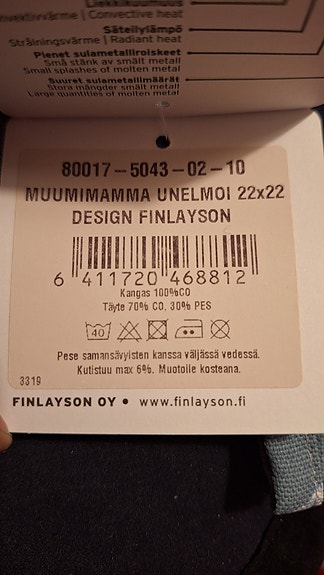 Liekkikuumuus
Konvektivvärme | Convective heat
Säteilylämpö
Strålningsvärme | Radiant heat
Pienet sulametalliroiskeet
Små stänk av smält metall
Small splashes of molten metal
Suuret sulametallimäärät
Stora mängder smält metall
Large quantities of molten metal
80017-5043-02-10
MUUMIMAMMA UNELMOI 22x22
DESIGN FINLAYSON
6 411720 468812
Kangas 100%CO
Täyte 70% CO, 30% PES
40
Pese samansävyisten kanssa väljässä vedessä.
Kutistuu max 6%. Muotoile kosteana.
3319
FINLAYSON OY • www.finlayson.fi